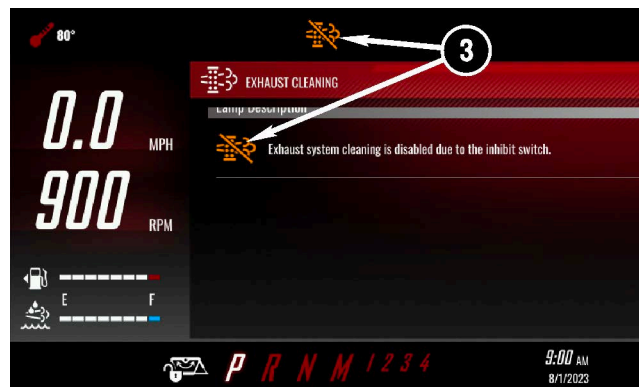 80°
3
EXHAUST CLEANING
Lamp Description
0.0 MPH
Exhaust system cleaning is disabled due to the inhibit switch.
900 RPM
E F
P R N M 1 2 3 4
9:00 AM
8/1/2023